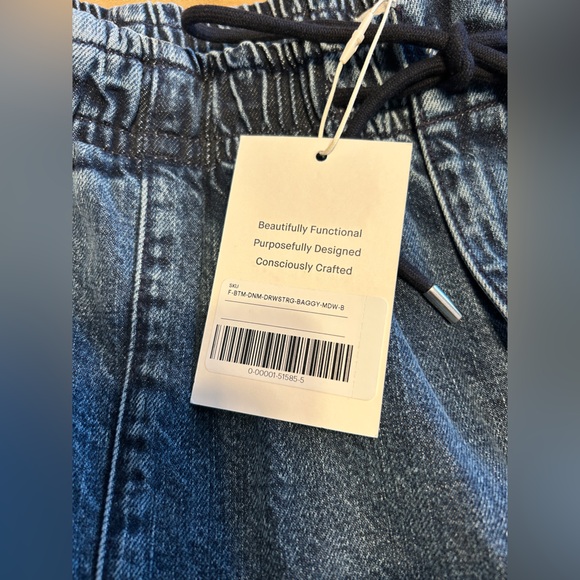 Beautifully Functional
Purposefully Designed
Consciously Crafted
SKU
F-BTM-DNM-DRWSTRG-BAGGY-MDW-8
0-00001-51585-5